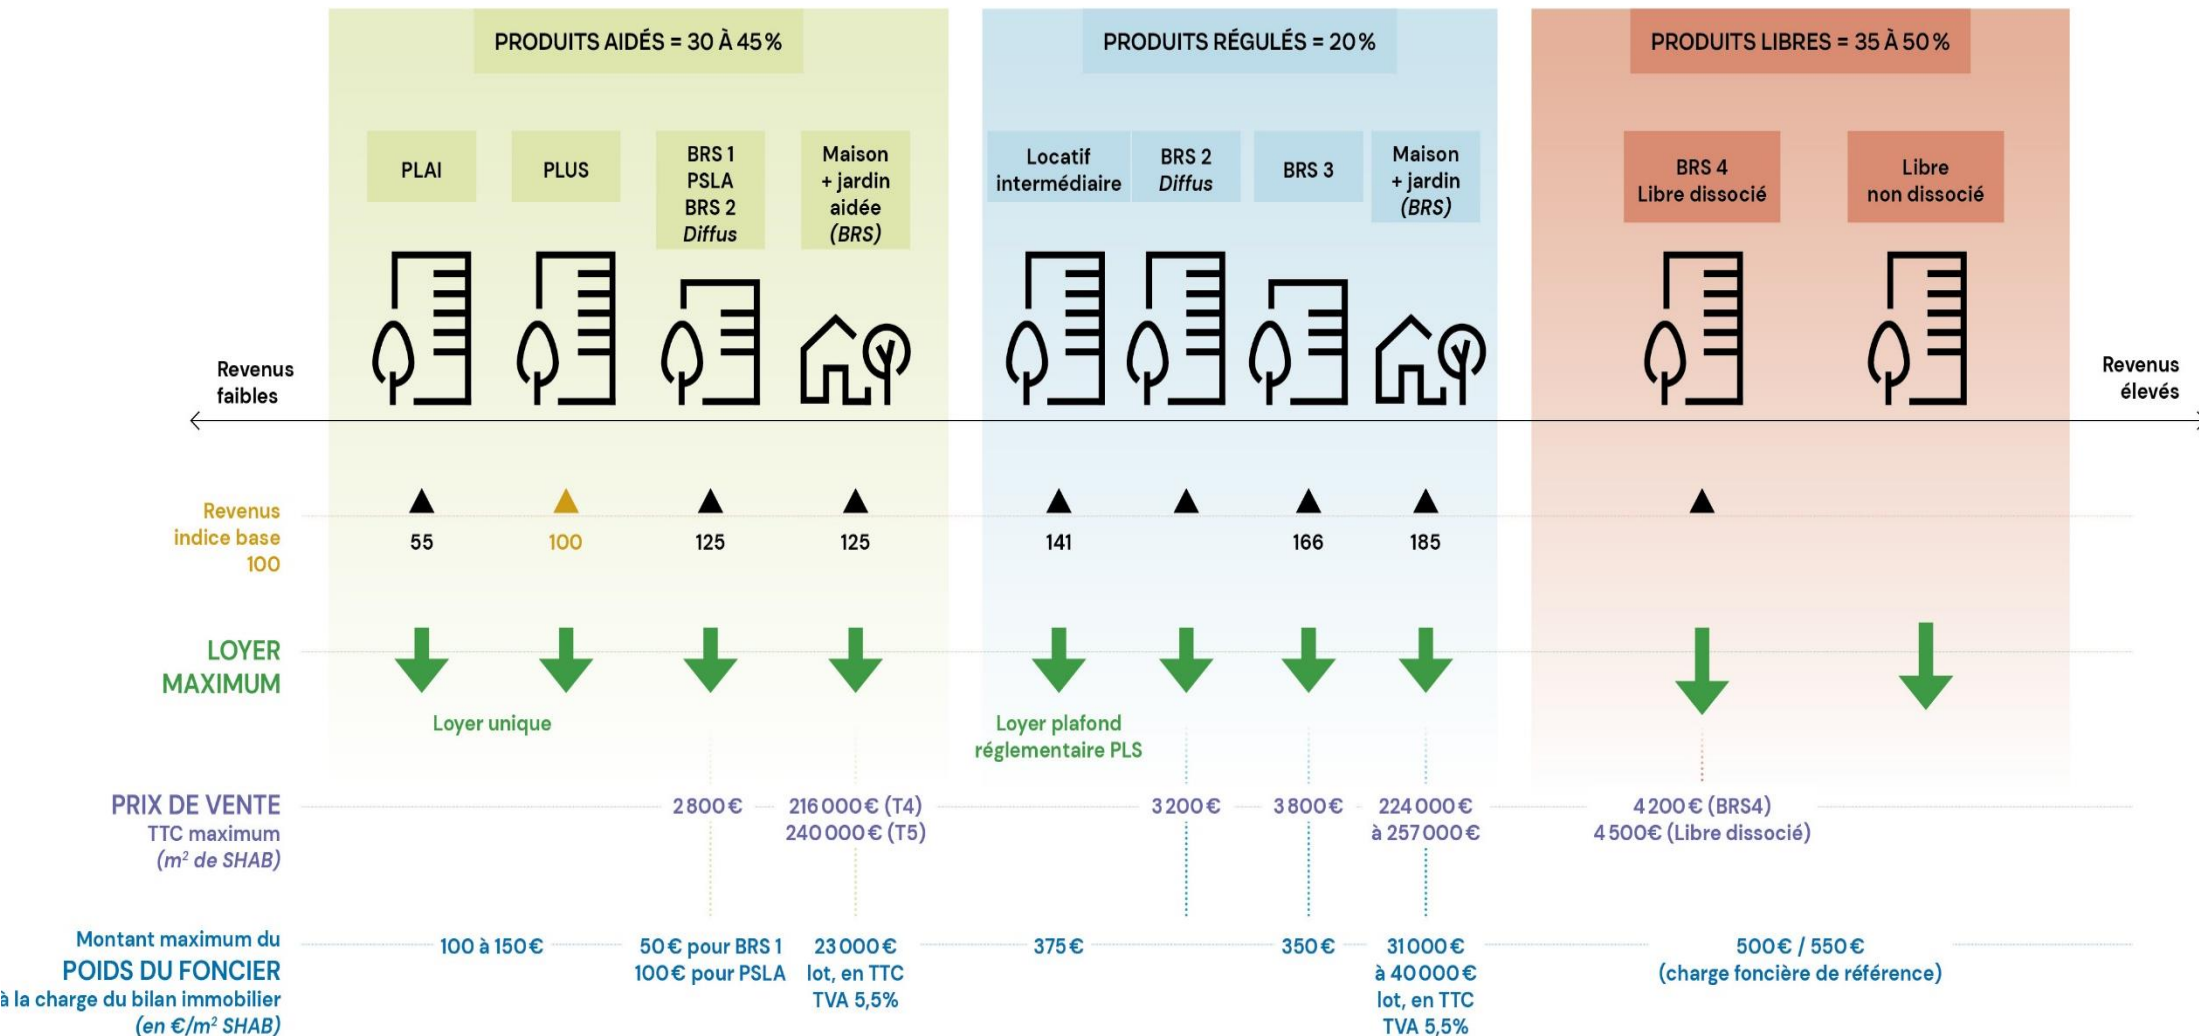 PRODUITS AIDÉS = 30 À 45 %
PRODUITS RÉGULÉS = 20 %
PRODUITS LIBRES = 35 À 50 %
PLAI
PLUS
BRS 1
PSLA
BRS 2
Diffus
Maison
+ jardin
aidée
(BRS)
Locatif
intermédiaire
BRS 2
Diffus
BRS 3
Maison
+ jardin
(BRS)
BRS 4
Libre dissocié
Libre
non dissocié
Revenus
faibles
Revenus
élevés
Revenus
indice base
100
55
100
125
125
141
166
185
LOYER
MAXIMUM
Loyer unique
Loyer plafond
réglementaire PLS
PRIX DE VENTE
TTC maximum
(m² de SHAB)
2 800 €
216 000 € (T4)
240 000 € (T5)
3 200 €
3 800 €
224 000 €
à 257 000 €
4 200 € (BRS4)
4 500€ (Libre dissocié)
Montant maximum du
POIDS DU FONCIER
à la charge du bilan immobilier
(en €/m² SHAB)
100 à 150 €
50 € pour BRS 1
100 € pour PSLA
23 000 €
lot, en TTC
TVA 5,5%
375 €
350 €
31 000 €
à 40 000 €
lot, en TTC
TVA 5,5%
500 € / 550 €
(charge foncière de référence)